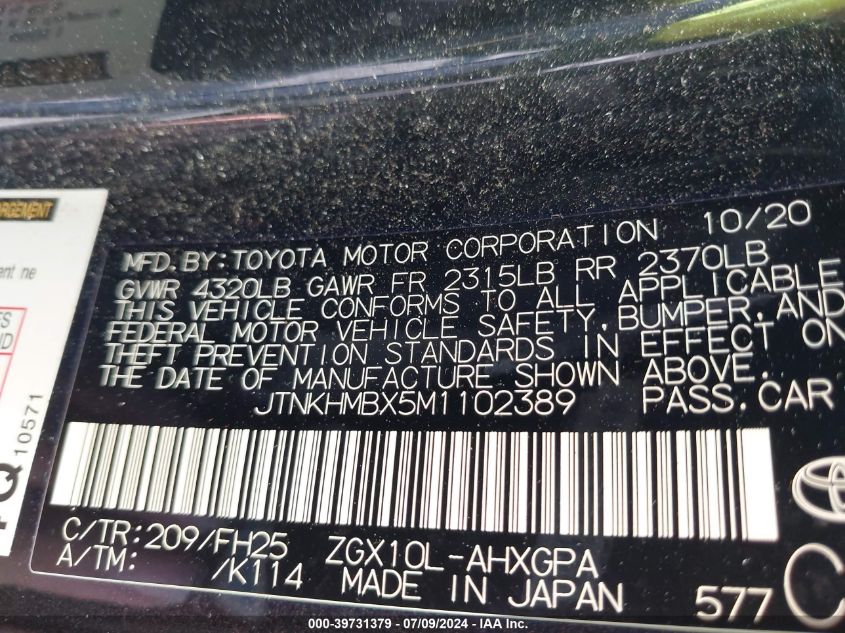 10/20
MFD. BY: TOYOTA MOTOR CORPORATION
GVWR 4320LB GAWR FR 2315LB RR 2370LB
THIS VEHICLE CONFORMS TO ALL APPLICABLE
FEDERAL MOTOR VEHICLE SAFETY, BUMPER, AND
THEFT PREVENTION STANDARDS IN EFFECT ON
THE DATE OF MANUFACTURE SHOWN ABOVE.
JTNKHMBX5M1102389 PASS. CAR
C/TR: 209/FH25 ZGX10L-AHXGPA
A/TM: /K114 MADE IN JAPAN 577
10571
000-39731379 - 07/09/2024 - IAA Inc.